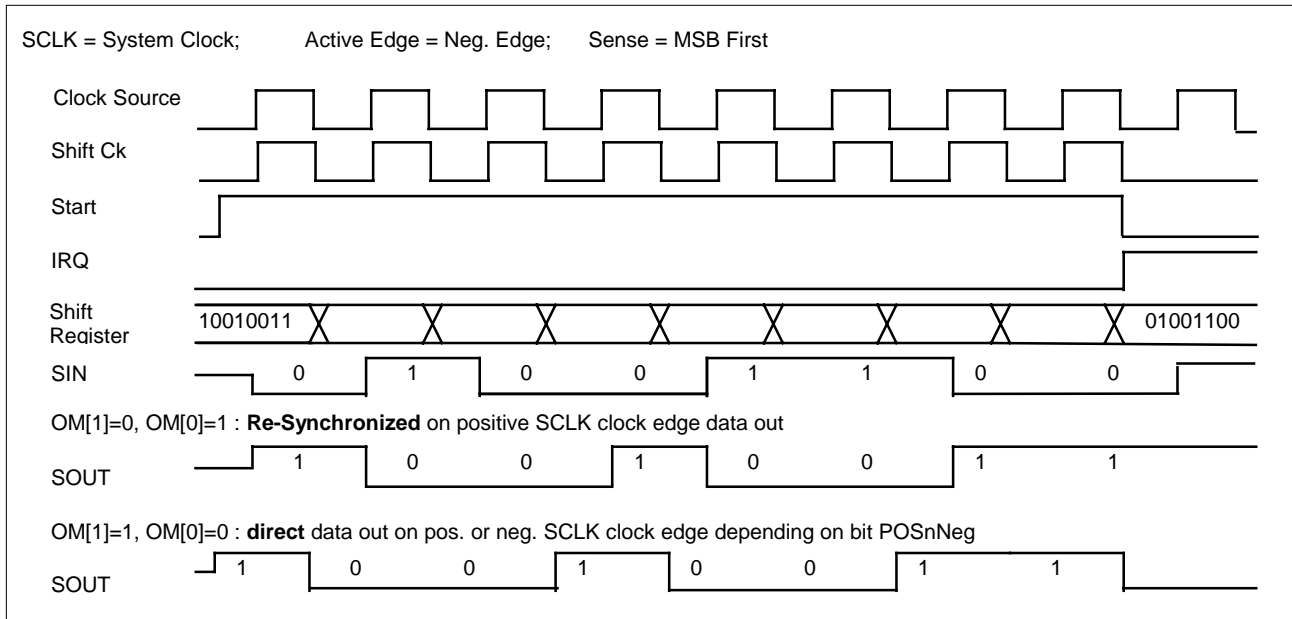 SCLK = System Clock; Active Edge = Neg. Edge; Sense = MSB First
Clock Source
Shift Ck
Start
IRQ
Shift
Register
10010011
01001100
SIN
0 1 0 0 1 1 0 0
OM[1]=0, OM[0]=1 : Re-Synchronized on positive SCLK clock edge data out
SOUT
1 0 0 1 0 0 1 1
OM[1]=1, OM[0]=0 : direct data out on pos. or neg. SCLK clock edge depending on bit POSnNeg
SOUT
1 0 0 1 0 0 1 1